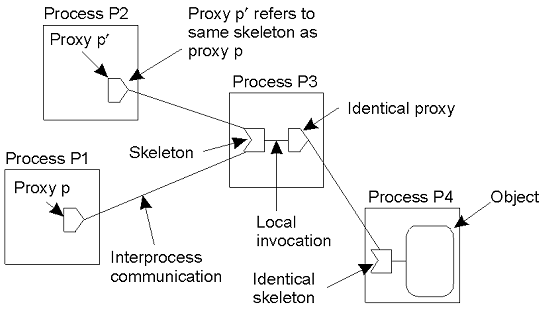 Process P2
Proxy p′ refers to
same skeleton as
proxy p
Proxy p′
Process P3
Identical proxy
Skeleton
Process P1
Proxy p
Interprocess
communication
Local
invocation
Process P4
Object
Identical
skeleton